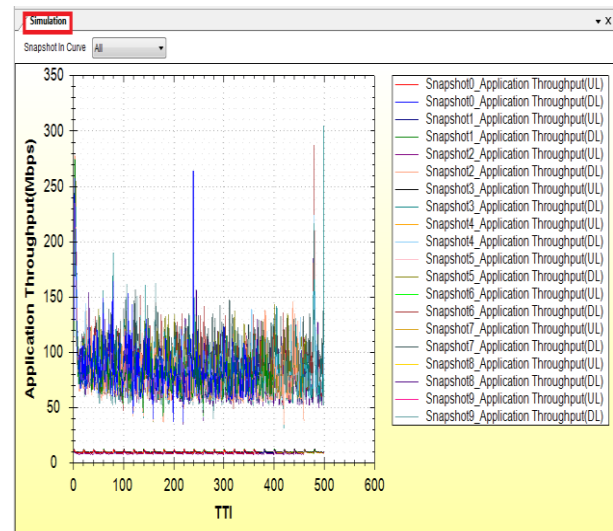 Simulation
Snapshot In Curve All
Application Throughput(Mbps)
350
300
250
200
150
100
50
0
0 100 200 300 400 500 600
TTI
Snapshot0_Application Throughput(UL)
Snapshot0_Application Throughput(DL)
Snapshot1_Application Throughput(UL)
Snapshot1_Application Throughput(DL)
Snapshot2_Application Throughput(UL)
Snapshot2_Application Throughput(DL)
Snapshot3_Application Throughput(UL)
Snapshot3_Application Throughput(DL)
Snapshot4_Application Throughput(UL)
Snapshot4_Application Throughput(DL)
Snapshot5_Application Throughput(UL)
Snapshot5_Application Throughput(DL)
Snapshot6_Application Throughput(UL)
Snapshot6_Application Throughput(DL)
Snapshot7_Application Throughput(UL)
Snapshot7_Application Throughput(DL)
Snapshot8_Application Throughput(UL)
Snapshot8_Application Throughput(DL)
Snapshot9_Application Throughput(UL)
Snapshot9_Application Throughput(DL)